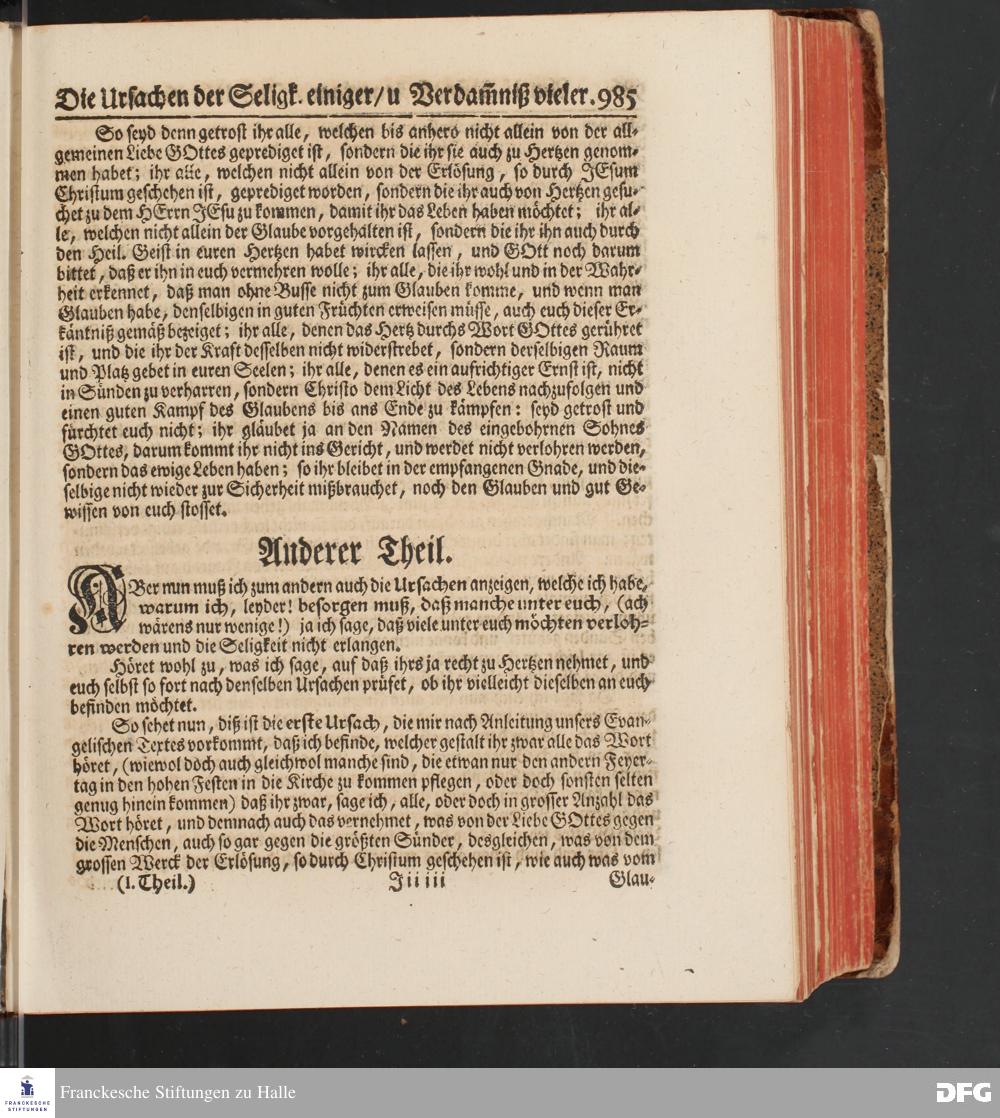 Die Ursachen der Seligk. einiger/ u Verdam̃niß vieler. 985
So seyd denn getrost ihr alle, welchen bis anhero nicht allein von der all-
gemeinen Liebe GOttes geprediget ist, sondern die ihr sie auch zu Hertzen genom-
men habet; ihr alle, welchen nicht allein von der Erlösung, so durch JEsum
Christum geschehen ist, geprediget worden, sondern die ihr auch von Hertzen gesu-
chet zu dem HErrn JEsu zu kommen, damit ihr das Leben haben möchtet; ihr al-
le, welchen nicht allein der Glaube vorgehalten ist, sondern die ihr ihn auch durch
den Heil. Geist in euren Hertzen habet wircken lassen, und GOtt noch darum
bittet, daß er ihn in euch vermehren wolle; ihr alle, die ihr wohl und in der Wahr-
heit erkennet, daß man ohne Busse nicht zum Glauben komme, und wenn man
Glauben habe, denselbigen in guten Früchten erweisen müsse, auch euch dieser Er-
käntniß gemäß bezeiget; ihr alle, denen das Hertz durchs Wort GOttes gerühret
ist, und die ihr der Kraft desselben nicht widerstrebet, sondern derselbigen Raum
und Platz gebet in euren Seelen; ihr alle, denen es ein aufrichtiger Ernst ist, nicht
in Sünden zu verharren, sondern Christo dem Licht des Lebens nachzufolgen und
einen guten Kampf des Glaubens bis ans Ende zu kämpfen: seyd getrost und
fürchtet euch nicht; ihr gläubet ja an den Namen des eingebohrnen Sohnes
GOttes, darum kommt ihr nicht ins Gericht, und werdet nicht verlohren werden,
sondern das ewige Leben haben; so ihr bleibet in der empfangenen Gnade, und die-
selbige nicht wieder zur Sicherheit mißbrauchet, noch den Glauben und gut Ge-
wissen von euch stosset.
Anderer Theil.
ABer nun muß ich zum andern auch die Ursachen anzeigen, welche ich habe,
warum ich, leyder! besorgen muß, daß manche unter euch, (ach
wärens nur wenige!) ja ich sage, daß viele unter euch möchten verloh-
ren werden und die Seligkeit nicht erlangen.
Höret wohl zu, was ich sage, auf daß ihrs ja recht zu Hertzen nehmet, und
euch selbst so fort nach denselben Ursachen prüfet, ob ihr vielleicht dieselben an euch
befinden möchtet.
So sehet nun, diß ist die erste Ursach, die mir nach Anleitung unsers Evan-
gelischen Textes vorkommt, daß ich befinde, welcher gestalt ihr zwar alle das Wort
höret, (wiewol doch auch gleichwol manche sind, die etwan nur den andern Feyer-
tag in den hohen Festen in die Kirche zu kommen pflegen, oder doch sonsten selten
genug hinein kommen) daß ihr zwar, sage ich, alle, oder doch in grosser Anzahl das
Wort höret, und demnach auch das vernehmet, was von der Liebe GOttes gegen
die Menschen, auch so gar gegen die größten Sünder, desgleichen, was von dem
grossen Werck der Erlösung, so durch Christum geschehen ist, wie auch was vom
(I. Theil.) Jiiiii Glau-
FRANCKESCHE STIFTUNGEN
Franckesche Stiftungen zu Halle
DFG